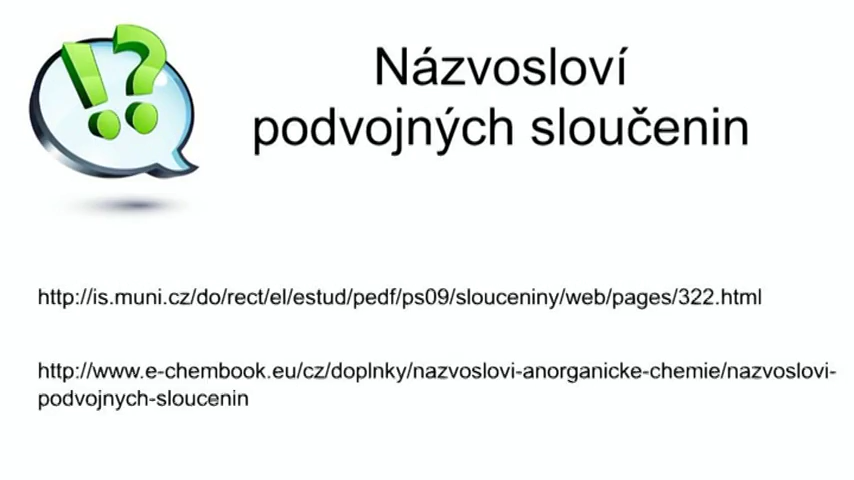 Názvosloví
podvojných sloučenin
http://is.muni.cz/do/rect/el/estud/pedf/ps09/slouceniny/web/pages/322.html
http://www.e-chembook.eu/cz/doplnky/nazvoslovi-anorganicke-chemie/nazvoslovi-
podvojnych-sloucenin